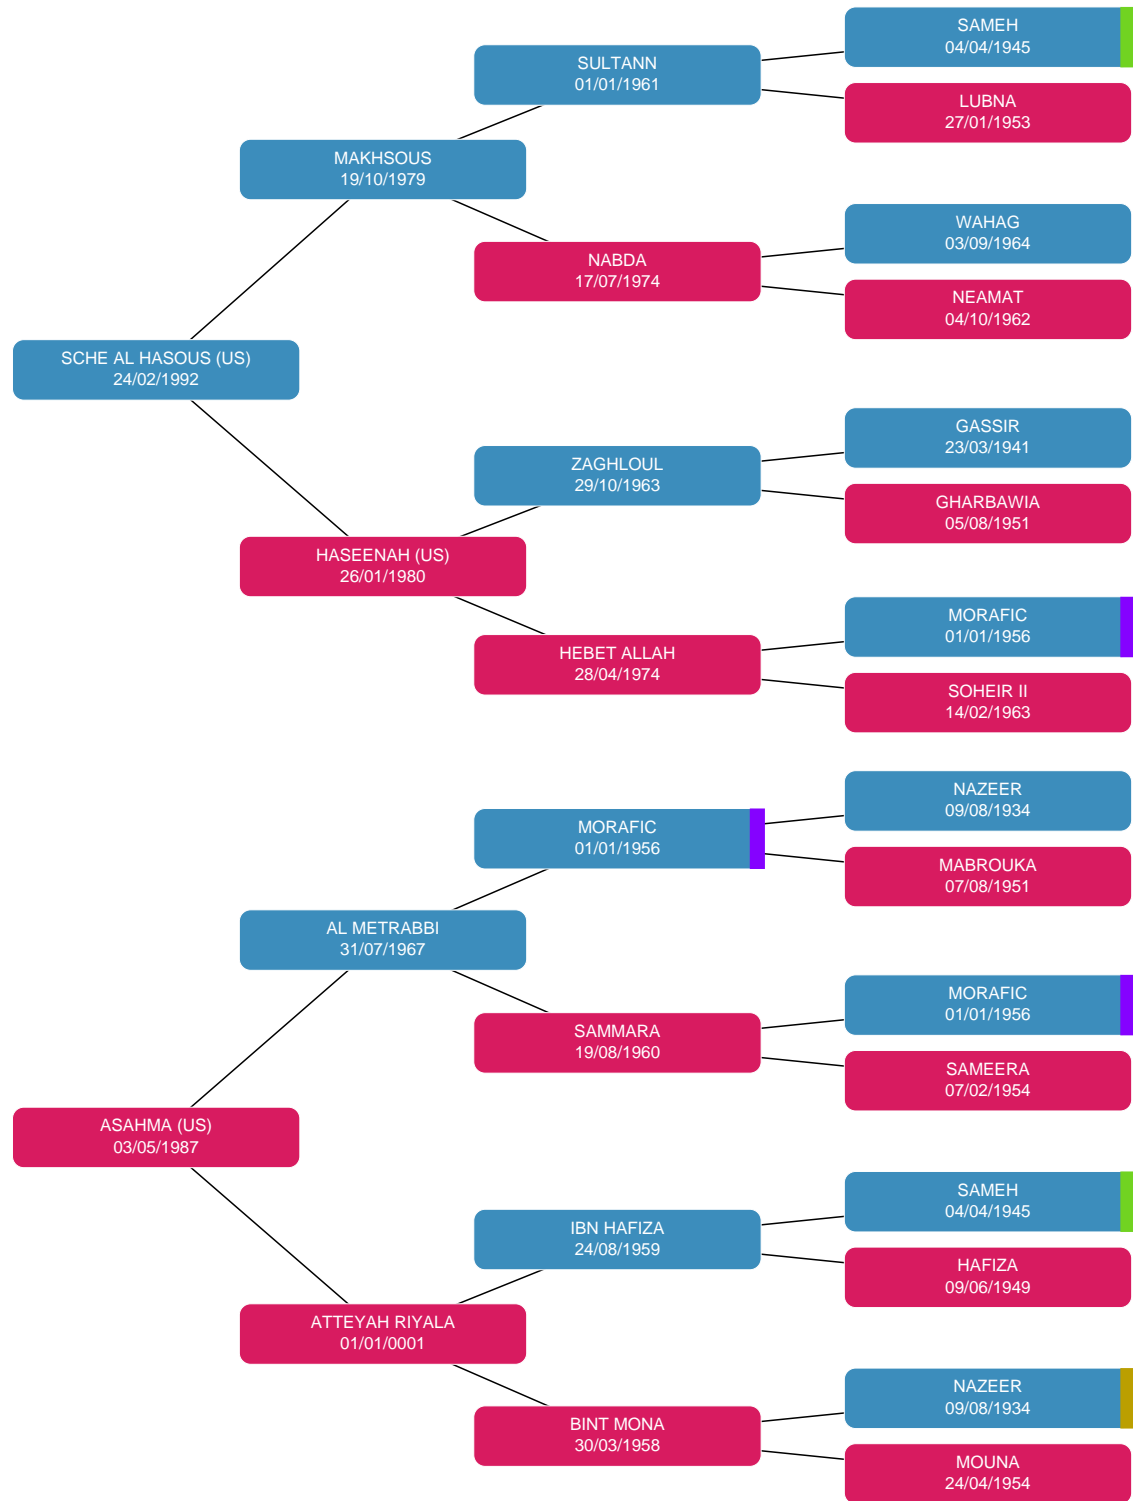 SAMEH
04/04/1945
SULTANN
01/01/1961
LUBNA
27/01/1953
MAKHSOUS
19/10/1979
WAHAG
03/09/1964
NABDA
17/07/1974
NEAMAT
04/10/1962
SCHE AL HASOUS (US)
24/02/1992
GASSIR
23/03/1941
ZAGHLOUL
29/10/1963
GHARBAWIA
05/08/1951
HASEENAH (US)
26/01/1980
MORAFIC
01/01/1956
HEBET ALLAH
28/04/1974
SOHEIR II
14/02/1963
NAZEER
09/08/1934
MORAFIC
01/01/1956
MABROUKA
07/08/1951
AL METRABBI
31/07/1967
MORAFIC
01/01/1956
SAMMARA
19/08/1960
SAMEERA
07/02/1954
ASAHMA (US)
03/05/1987
SAMEH
04/04/1945
IBN HAFIZA
24/08/1959
HAFIZA
09/06/1949
ATTEYAH RIYALA
01/01/0001
NAZEER
09/08/1934
BINT MONA
30/03/1958
MOUNA
24/04/1954